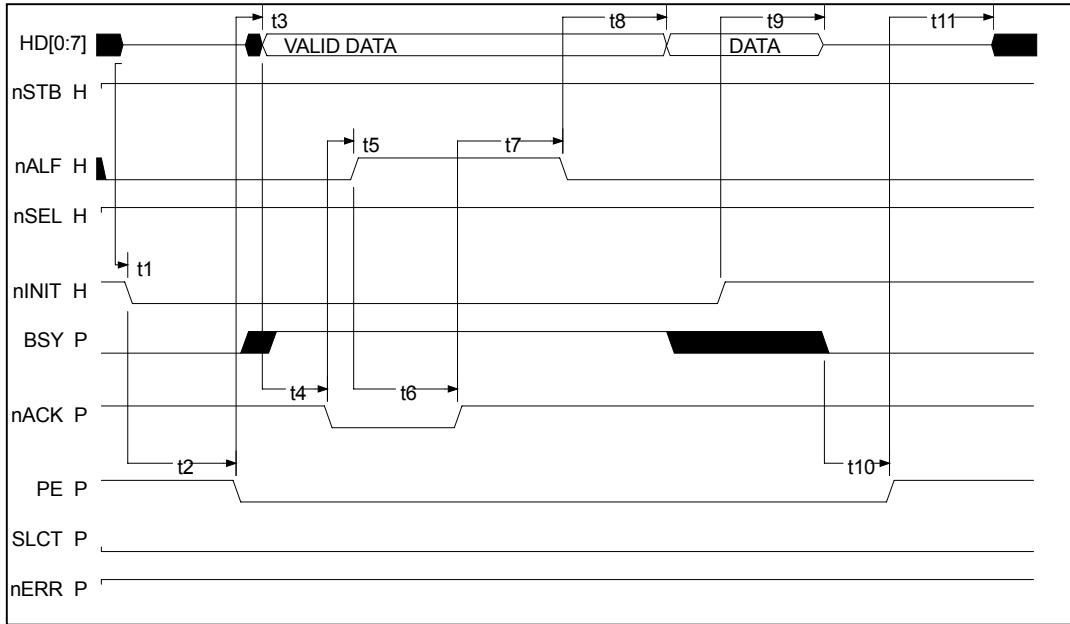 t3 t8 t9 t11
HD[0:7] VALID DATA DATA
nSTB H
t5 t7
nALF H
nSEL H
t1
nINIT H
BSY P
t4 t6
nACK P
t2 t10
PE P
SLCT P
nERR P